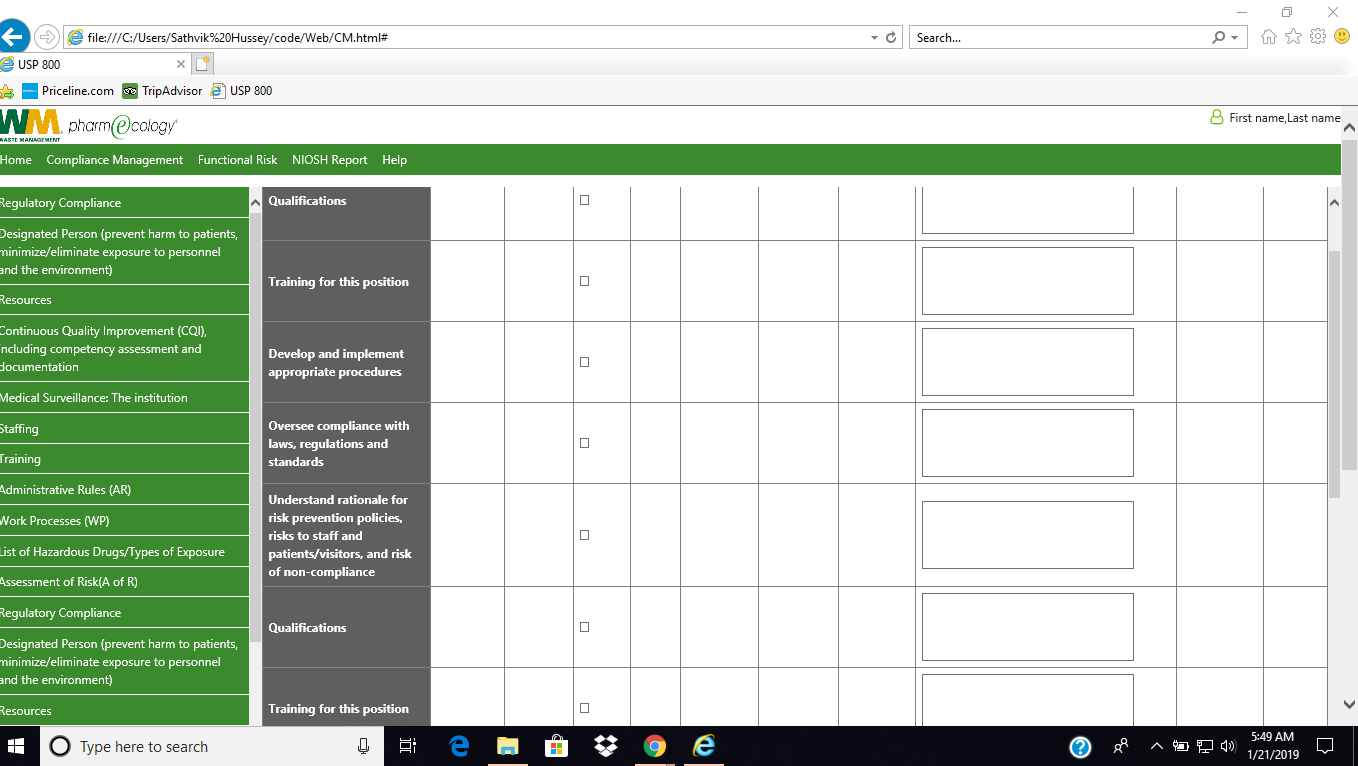 file:///C:/Users/Sathvik%20Hussey/code/Web/CM.html#
Search...
USP 800
Priceline.com TripAdvisor USP 800
WM pharmecology
WASTE MANAGEMENT
First name,Last name
Home Compliance Management Functional Risk NIOSH Report Help
Regulatory Compliance
Designated Person (prevent harm to patients,
minimize/eliminate exposure to personnel
and the environment)
Resources
Continuous Quality Improvement (CQI),
including competency assessment and
documentation
Medical Surveillance: The institution
Staffing
Training
Administrative Rules (AR)
Work Processes (WP)
List of Hazardous Drugs/Types of Exposure
Assessment of Risk(A of R)
Regulatory Compliance
Designated Person (prevent harm to patients,
minimize/eliminate exposure to personnel
and the environment)
Resources
Qualifications
Training for this position
Develop and implement
appropriate procedures
Oversee compliance with
laws, regulations and
standards
Understand rationale for
risk prevention policies,
risks to staff and
patients/visitors, and risk
of non-compliance
Qualifications
Training for this position
Type here to search
5:49 AM
1/21/2019